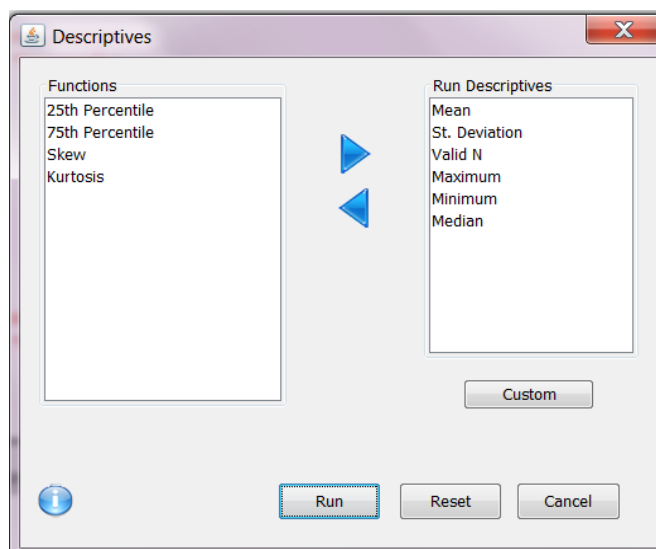 Descriptives
X
Functions
25th Percentile
75th Percentile
Skew
Kurtosis
Run Descriptives
Mean
St. Deviation
Valid N
Maximum
Minimum
Median
Custom
i
Run
Reset
Cancel